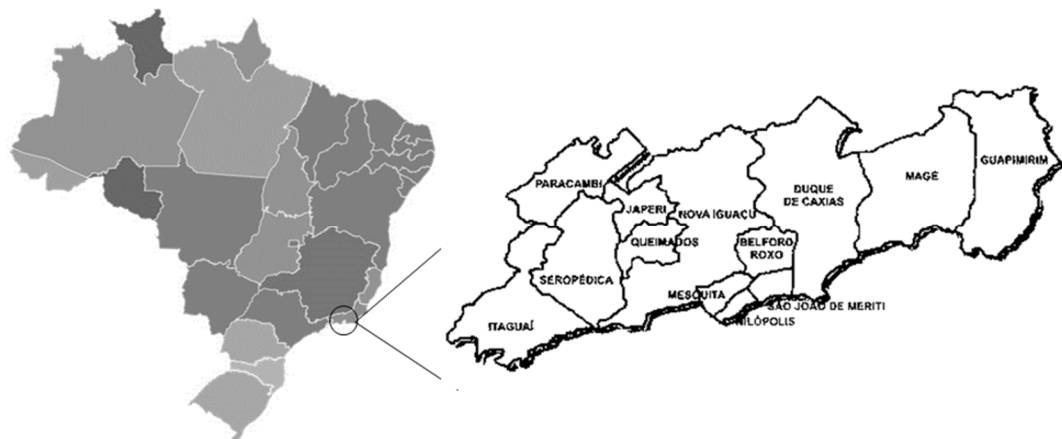 PARACAMBI
JAPERI
NOVA IGUAÇU
QUEIMADOS
SEROPÉDICA
ITAGUAÍ
MESQUITA
NILÓPOLIS
SÃO JOÃO DE MERITI
BELFORO
ROXO
DUQUE
DE CAXIAS
MAGÉ
GUAPIMIRIM